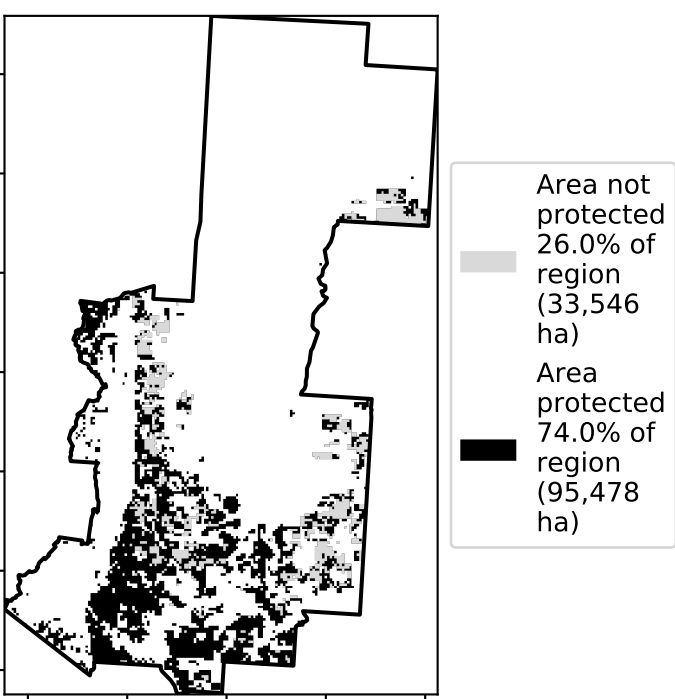 Area not
protected
26.0% of
region
(33,546
ha)
Area
protected
74.0% of
region
(95,478
ha)